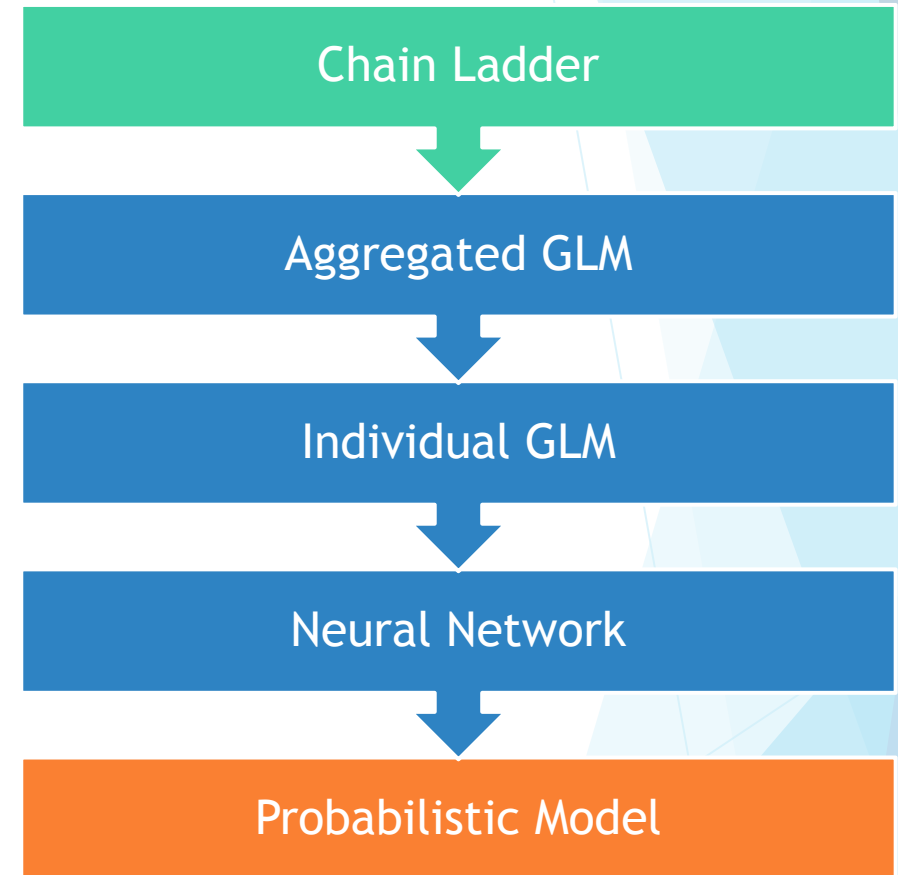 Chain Ladder
Aggregated GLM
Individual GLM
Neural Network
Probabilistic Model